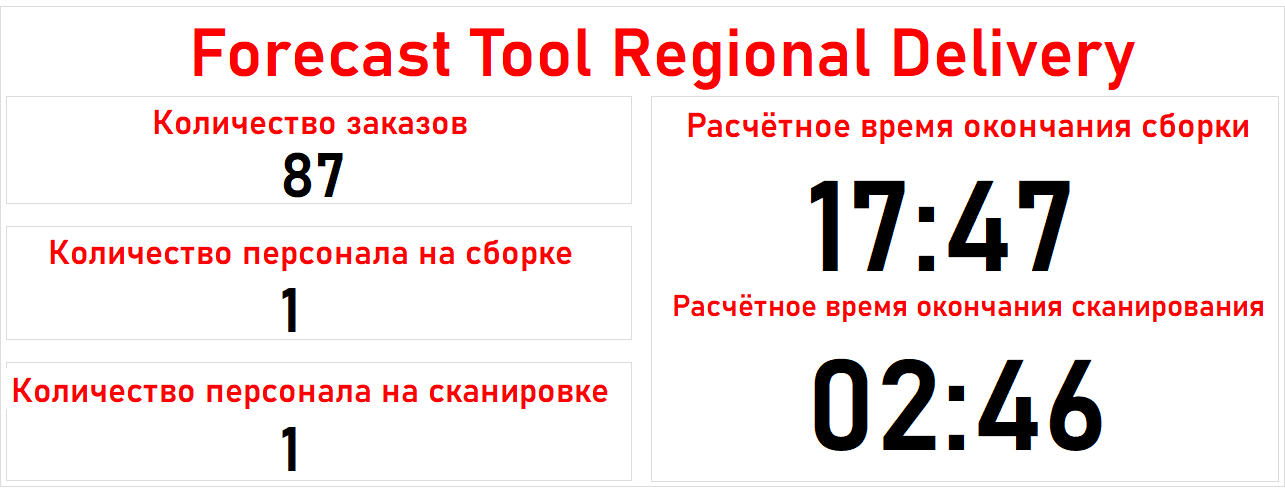 Forecast Tool Regional Delivery
Количество заказов
87
Количество персонала на сборке
1
Количество персонала на сканировке
1
Расчётное время окончания сборки
17:47
Расчётное время окончания сканирования
02:46